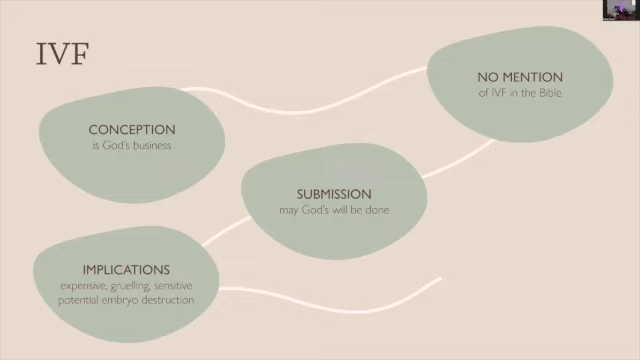 IVF
CONCEPTION
is God's business
NO MENTION
of IVF in the Bible
SUBMISSION
may God's will be done
IMPLICATIONS
expensive, gruelling, sensitive
potential embryo destruction